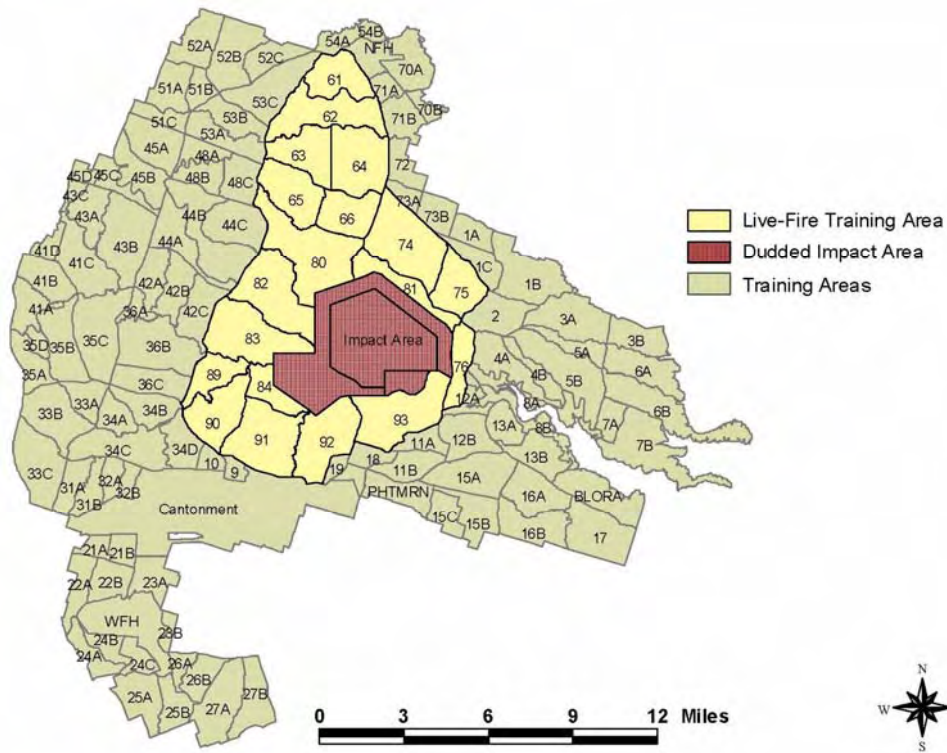 54B
54A
NFH
52A
52B
52C
70A
61
51A
51B
71A
53C
70B
62
71B
51C
53B
53A
45A
48A
63
64
72
45D
45C
45B
48B
48C
43C
65
73A
43A
44B
66
73B
44C
74
1A
41D
43B
44A
41C
80
1C
41B
42A
42B
82
81
75
1B
41A
36A
42C
2
3A
35D
35B
35C
36B
83
Impact Area
3B
5A
4A
76
35A
36C
89
84
4B
5B
6A
12A
8A
33B
33A
34B
34A
90
91
92
93
13A
8B
7A
6B
11A
12B
7B
34C
34D
10
9
19
18
11B
13B
33C
31A
32A
32B
31B
15A
PHTMRN
16A
BLORA
Cantonment
15C
15B
16B
17
21A
21B
22A
22B
23A
WFH
23B
24B
24A
24C
26A
26B
25A
25B
27A
27B
Live-Fire Training Area
Dudded Impact Area
Training Areas
0 3 6 9 12 Miles
N
W
S